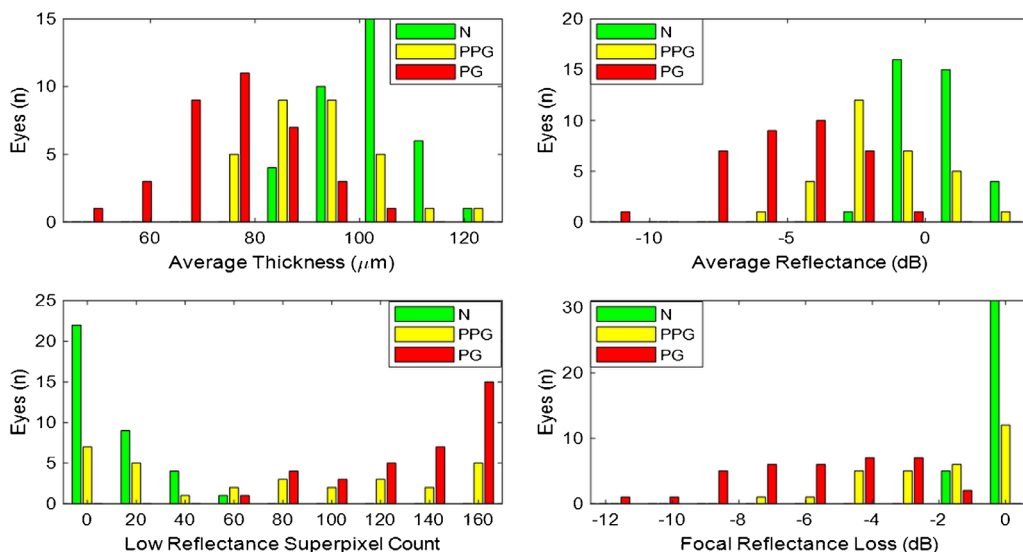 15
10
5
0
Eyes (n)
N
PPG
PG
60 80 100 120
Average Thickness (μm)
20
15
10
5
0
Eyes (n)
N
PPG
PG
-10 -5 0
Average Reflectance (dB)
25
20
15
10
5
0
Eyes (n)
N
PPG
PG
0 20 40 60 80 100 120 140 160
Low Reflectance Superpixel Count
30
20
10
0
Eyes (n)
N
PPG
PG
-12 -10 -8 -6 -4 -2 0
Focal Reflectance Loss (dB)